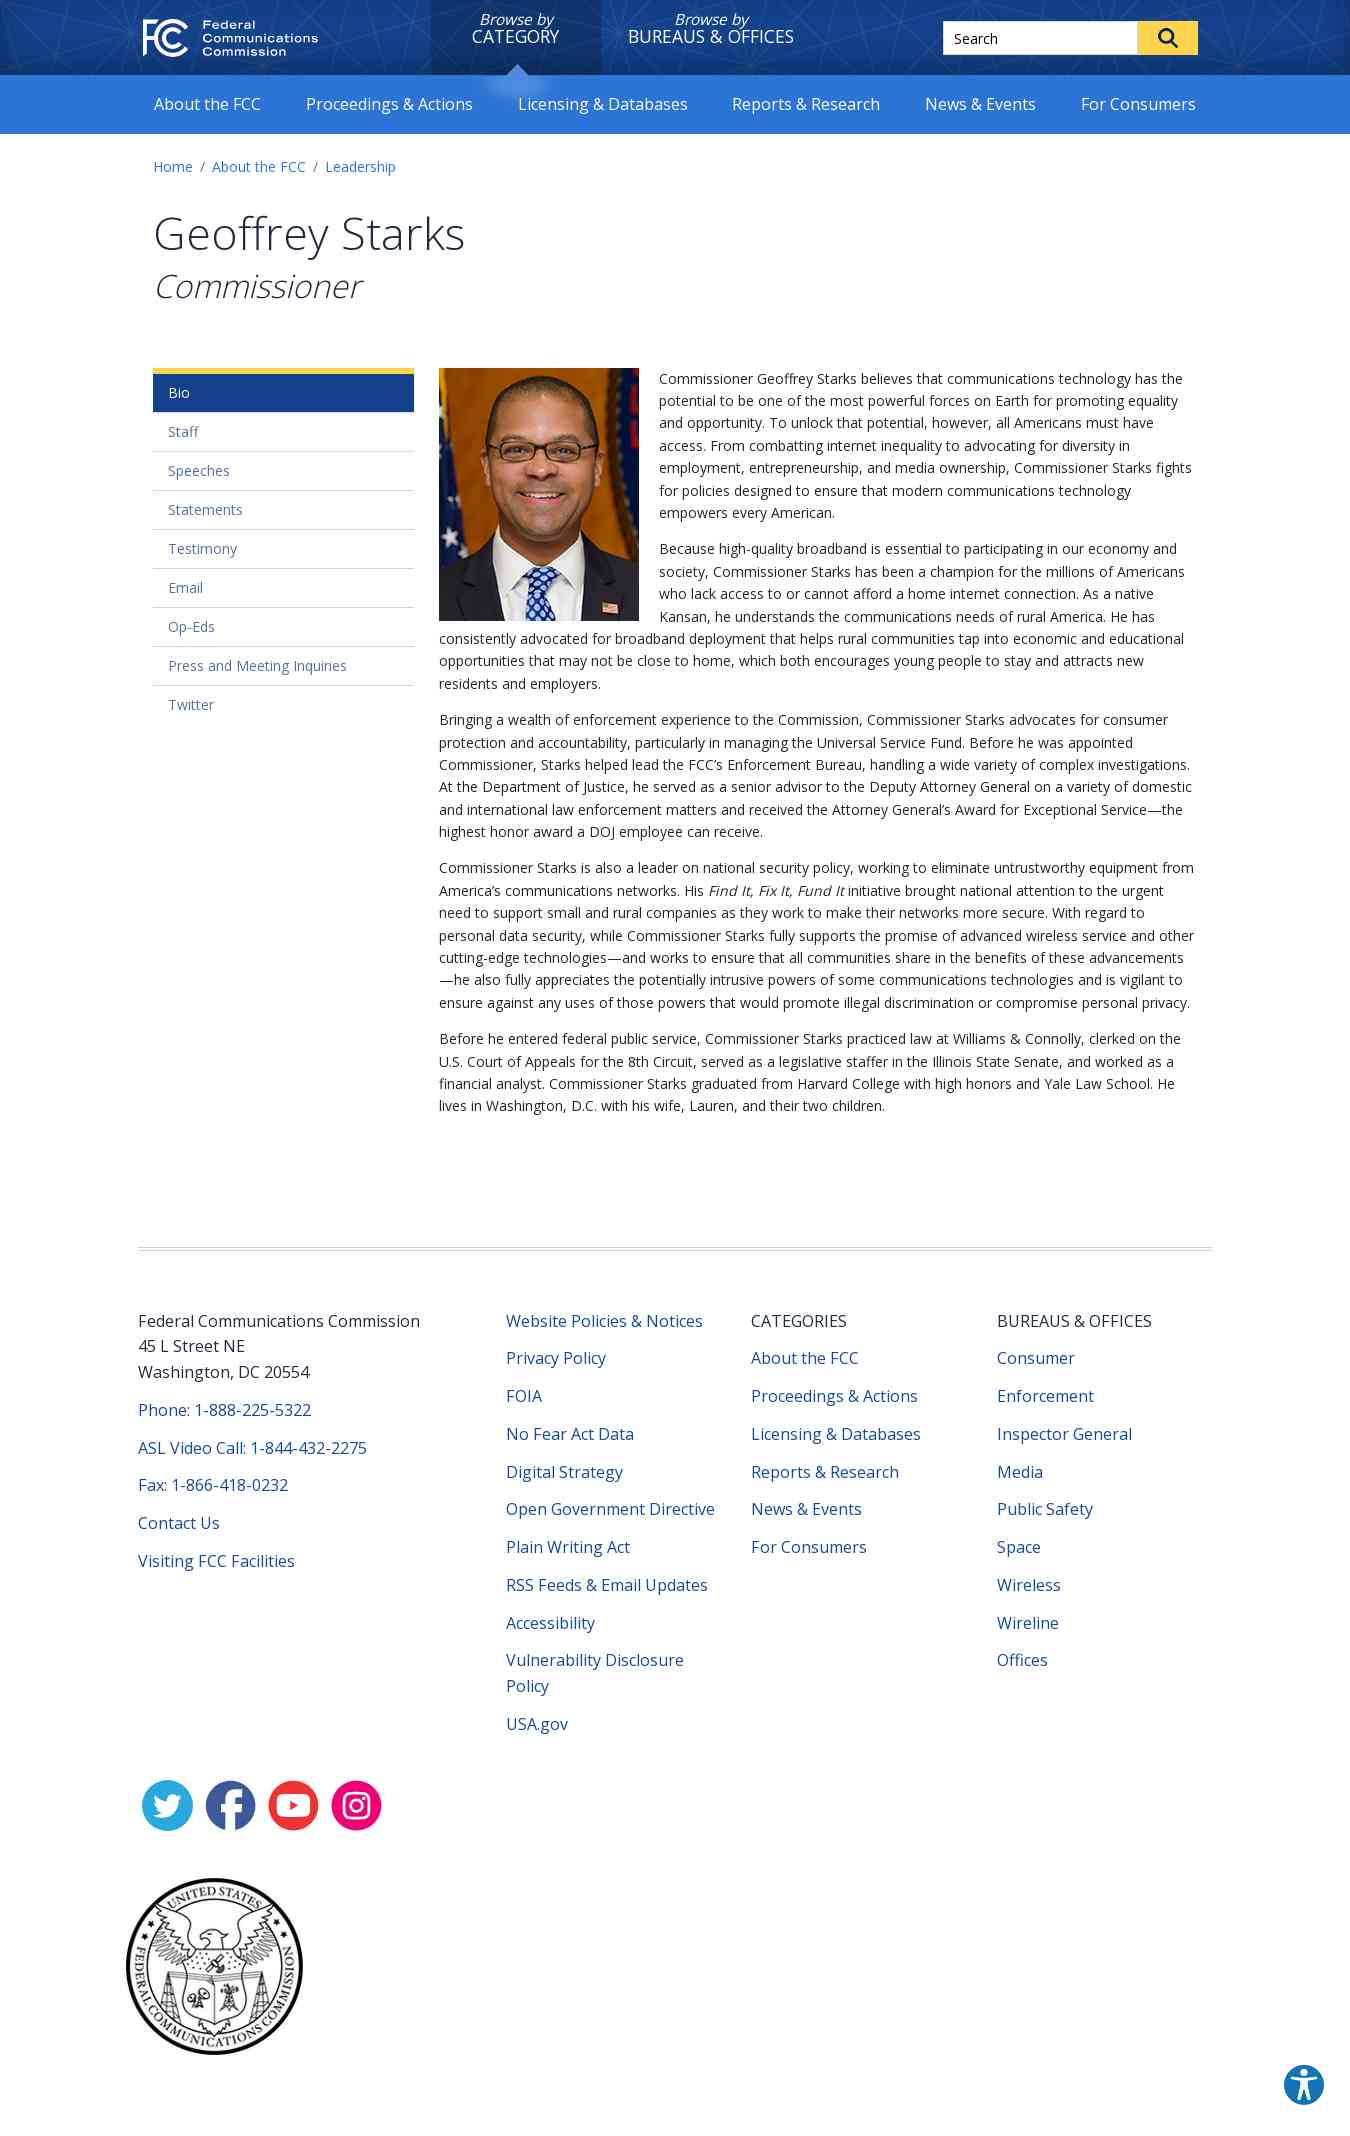 FCC Federal
Communications
Commission
Browse by
CATEGORY
Browse by
BUREAUS & OFFICES
Search
About the FCC
Proceedings & Actions
Licensing & Databases
Reports & Research
News & Events
For Consumers
Home / About the FCC / Leadership
Geoffrey Starks
Commissioner
Bio
Staff
Speeches
Statements
Testimony
Email
Op-Eds
Press and Meeting Inquiries
Twitter
Commissioner Geoffrey Starks believes that communications technology has the
potential to be one of the most powerful forces on Earth for promoting equality
and opportunity. To unlock that potential, however, all Americans must have
access. From combatting internet inequality to advocating for diversity in
employment, entrepreneurship, and media ownership, Commissioner Starks fights
for policies designed to ensure that modern communications technology
empowers every American.
Because high-quality broadband is essential to participating in our economy and
society, Commissioner Starks has been a champion for the millions of Americans
who lack access to or cannot afford a home internet connection. As a native
Kansan, he understands the communications needs of rural America. He has
consistently advocated for broadband deployment that helps rural communities tap into economic and educational
opportunities that may not be close to home, which both encourages young people to stay and attracts new
residents and employers.
Bringing a wealth of enforcement experience to the Commission, Commissioner Starks advocates for consumer
protection and accountability, particularly in managing the Universal Service Fund. Before he was appointed
Commissioner, Starks helped lead the FCC’s Enforcement Bureau, handling a wide variety of complex investigations.
At the Department of Justice, he served as a senior advisor to the Deputy Attorney General on a variety of domestic
and international law enforcement matters and received the Attorney General’s Award for Exceptional Service—the
highest honor award a DOJ employee can receive.
Commissioner Starks is also a leader on national security policy, working to eliminate untrustworthy equipment from
America’s communications networks. His Find It, Fix It, Fund It initiative brought national attention to the urgent
need to support small and rural companies as they work to make their networks more secure. With regard to
personal data security, while Commissioner Starks fully supports the promise of advanced wireless service and other
cutting-edge technologies—and works to ensure that all communities share in the benefits of these advancements
—he also fully appreciates the potentially intrusive powers of some communications technologies and is vigilant to
ensure against any uses of those powers that would promote illegal discrimination or compromise personal privacy.
Before he entered federal public service, Commissioner Starks practiced law at Williams & Connolly, clerked on the
U.S. Court of Appeals for the 8th Circuit, served as a legislative staffer in the Illinois State Senate, and worked as a
financial analyst. Commissioner Starks graduated from Harvard College with high honors and Yale Law School. He
lives in Washington, D.C. with his wife, Lauren, and their two children.
Federal Communications Commission
45 L Street NE
Washington, DC 20554
Phone: 1-888-225-5322
ASL Video Call: 1-844-432-2275
Fax: 1-866-418-0232
Contact Us
Visiting FCC Facilities
Website Policies & Notices
Privacy Policy
FOIA
No Fear Act Data
Digital Strategy
Open Government Directive
Plain Writing Act
RSS Feeds & Email Updates
Accessibility
Vulnerability Disclosure
Policy
USA.gov
CATEGORIES
About the FCC
Proceedings & Actions
Licensing & Databases
Reports & Research
News & Events
For Consumers
BUREAUS & OFFICES
Consumer
Enforcement
Inspector General
Media
Public Safety
Space
Wireless
Wireline
Offices
UNITED STATES
FEDERAL COMMUNICATIONS COMMISSION